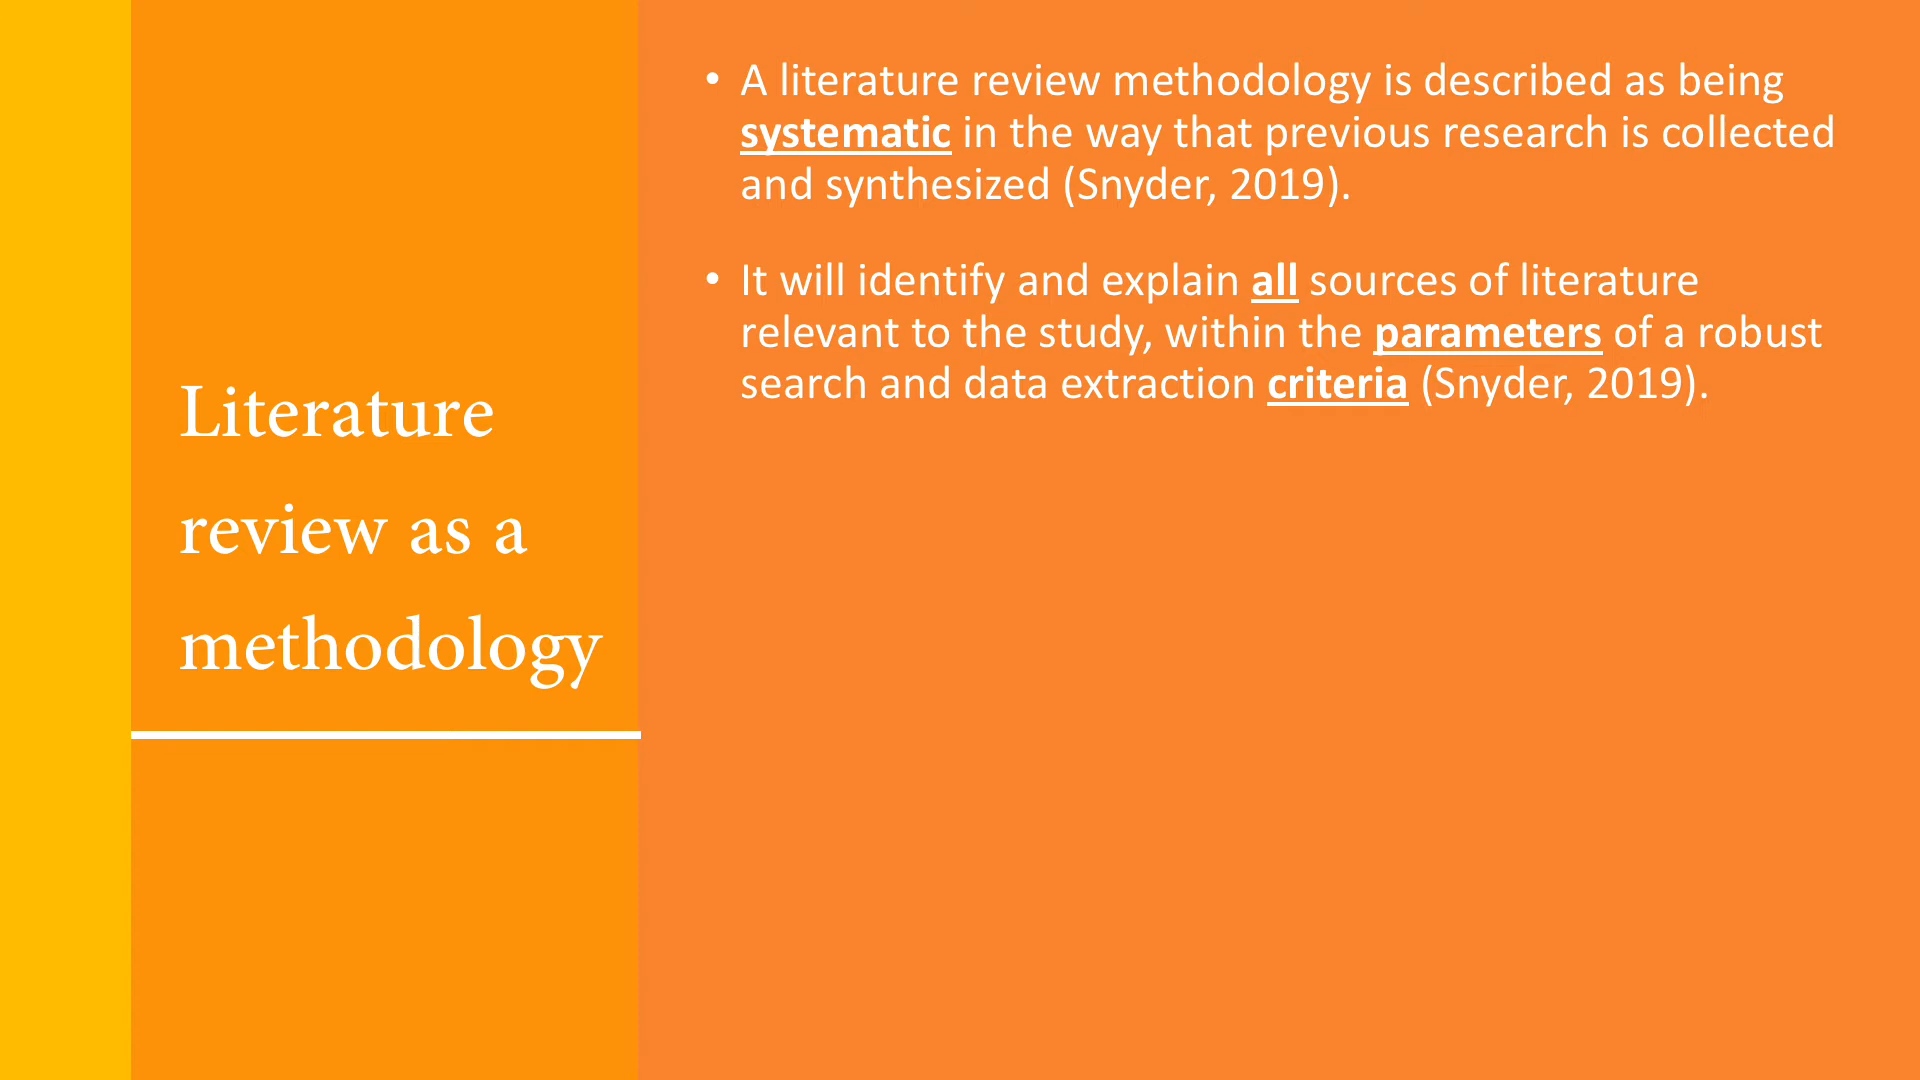 Literature
review as a
methodology
• A literature review methodology is described as being
systematic in the way that previous research is collected
and synthesized (Snyder, 2019).
• It will identify and explain all sources of literature
relevant to the study, within the parameters of a robust
search and data extraction criteria (Snyder, 2019).